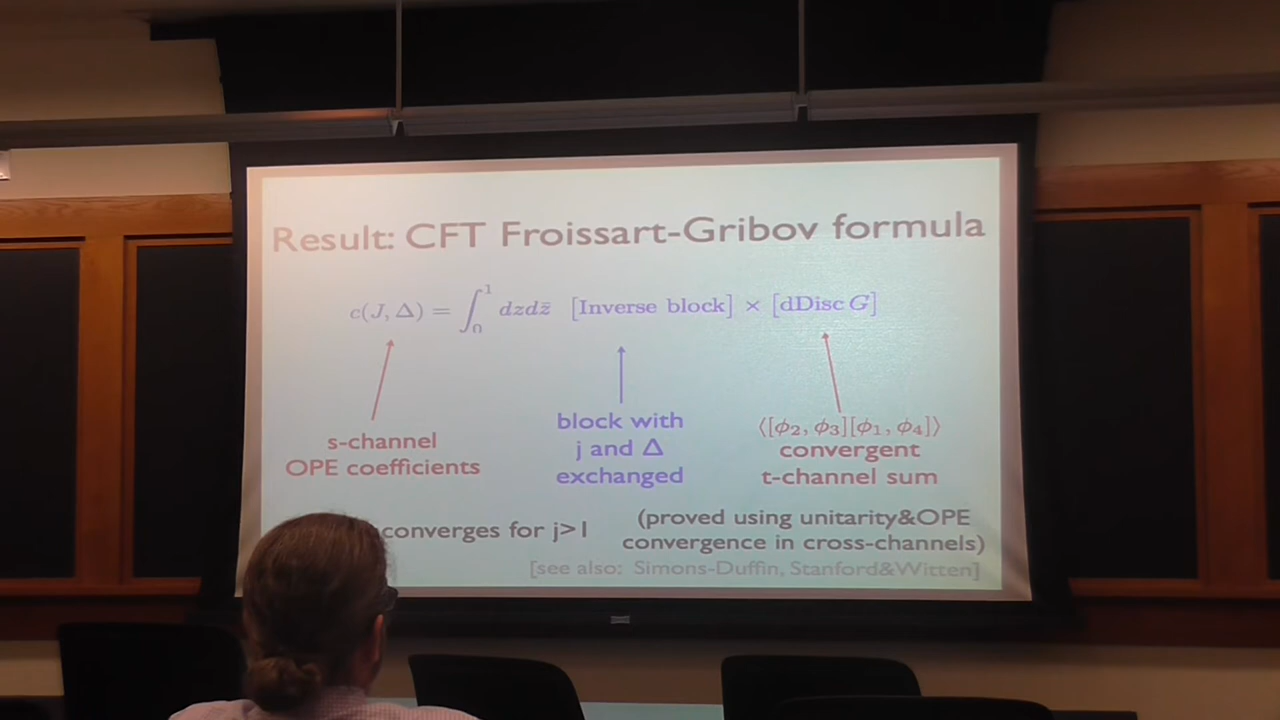 Result: CFT Froissart-Gribov formula
c(J, Δ) = ∫₀¹ dzdz̄ [Inverse block] × [dDisc G]
s-channel
OPE coefficients
block with
j and Δ
exchanged
⟨[ϕ₂, ϕ₃][ϕ₁, ϕ₄]⟩
convergent
t-channel sum
converges for j>1
(proved using unitarity&OPE
convergence in cross-channels)
[see also: Simons-Duffin, Stanford&Witten]